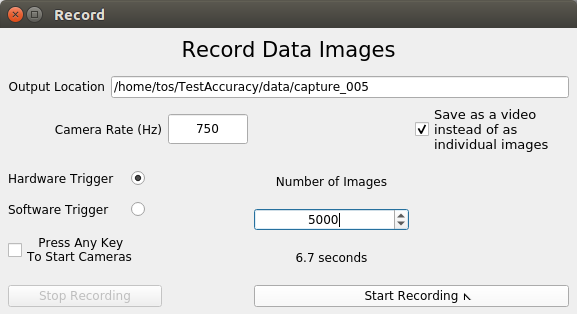 Record
Record Data Images
Output Location /home/tos/TestAccuracy/data/capture_005
Camera Rate (Hz) 750
Save as a video
instead of as
individual images
Hardware Trigger
Number of Images
Software Trigger
5000
Press Any Key
To Start Cameras
6.7 seconds
Stop Recording
Start Recording